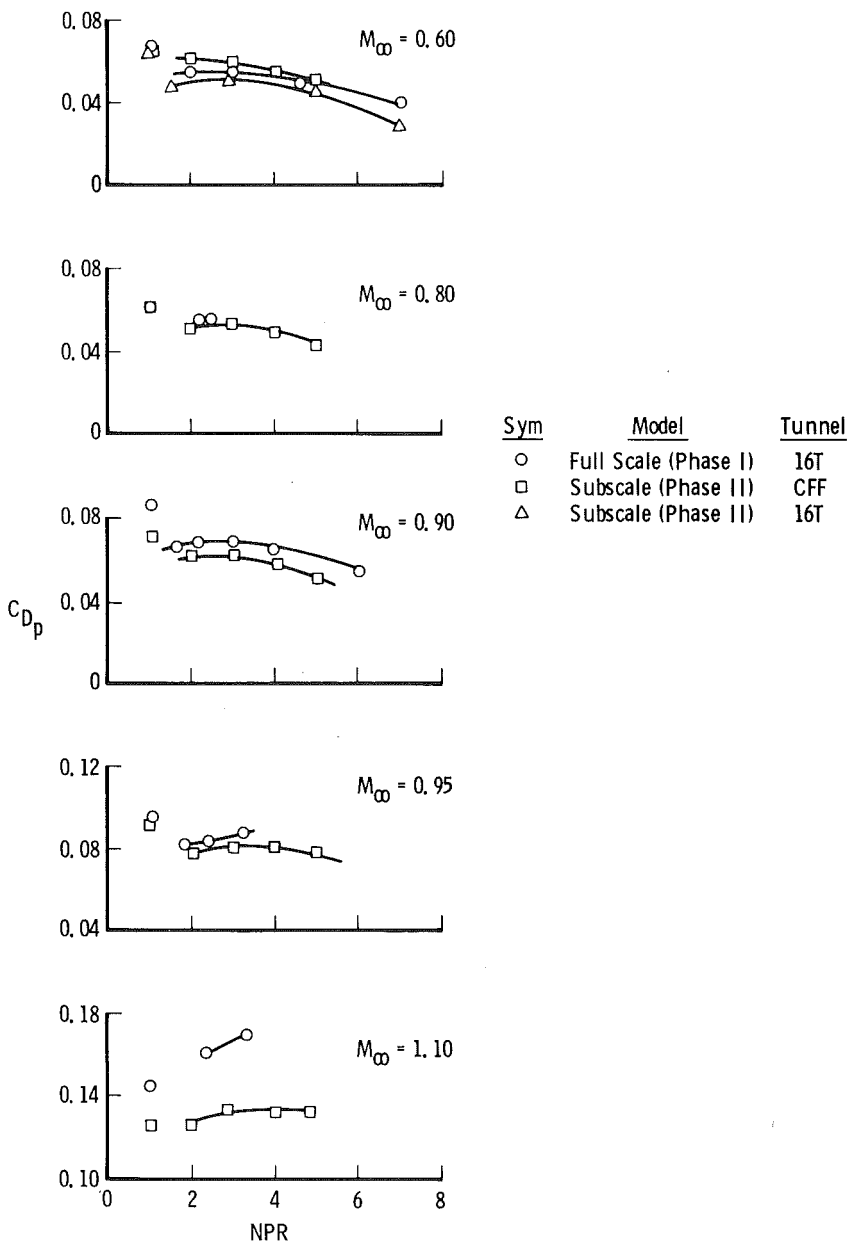 0.08
M∞ = 0.60
0.04
0
0.08
M∞ = 0.80
0.04
0
Sym Model Tunnel
○ Full Scale (Phase I) 16T
□ Subscale (Phase II) CFF
△ Subscale (Phase II) 16T
0.08
M∞ = 0.90
0.04
C_Dp
0
0.12
M∞ = 0.95
0.08
0.04
0.18
M∞ = 1.10
0.14
0.10
0 2 4 6 8
NPR